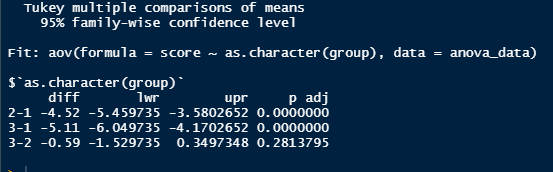 Tukey multiple comparisons of means
95% family-wise confidence level
Fit: aov(formula = score ~ as.character(group), data = anova_data)
$`as.character(group)`
diff lwr upr p adj
2-1 -4.52 -5.459735 -3.5802652 0.0000000
3-1 -5.11 -6.049735 -4.1702652 0.0000000
3-2 -0.59 -1.529735 0.3497348 0.2813795